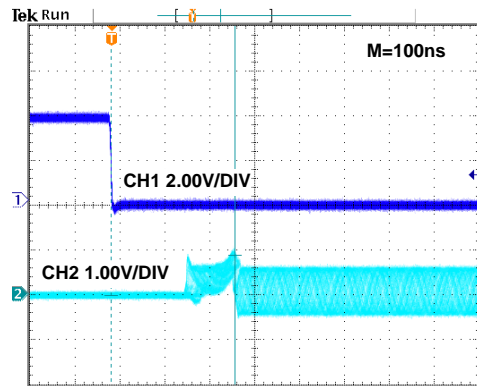 Tek Run
T
T
M=100ns
1
CH1 2.00V/DIV
CH2 1.00V/DIV
2